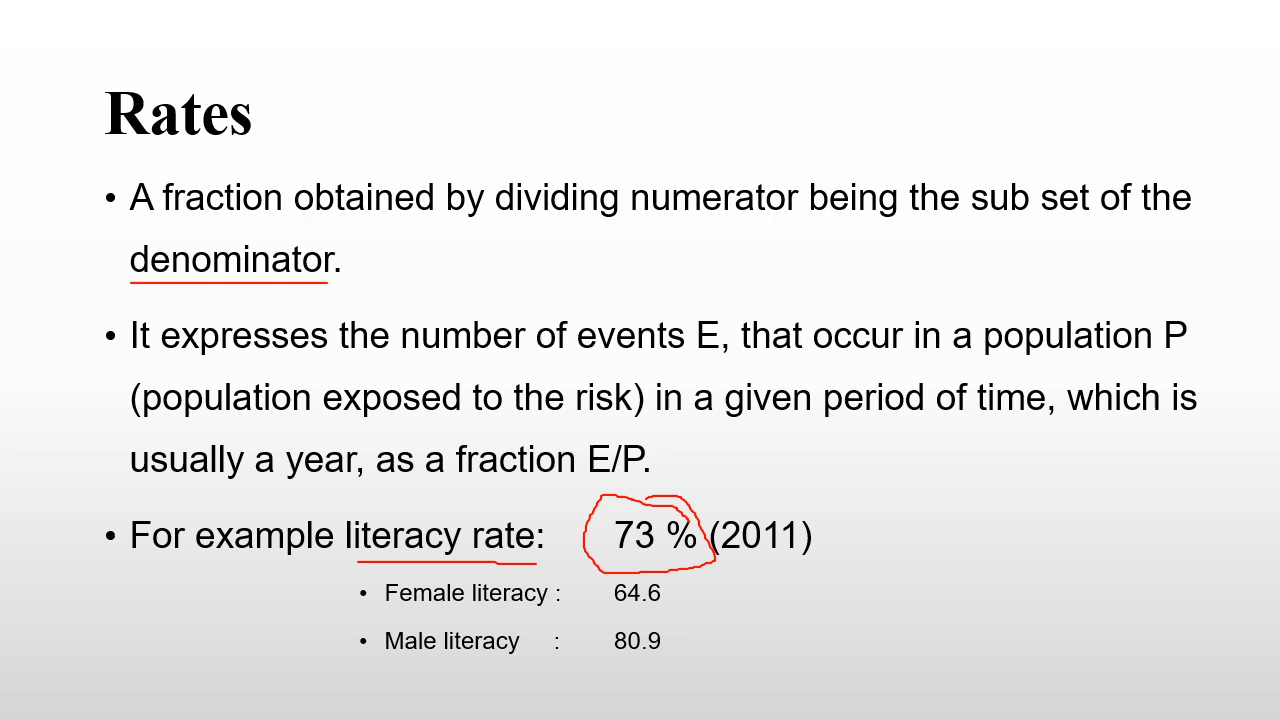 Rates
• A fraction obtained by dividing numerator being the sub set of the
denominator.
• It expresses the number of events E, that occur in a population P
(population exposed to the risk) in a given period of time, which is
usually a year, as a fraction E/P.
• For example literacy rate: 73 % (2011)
• Female literacy : 64.6
• Male literacy : 80.9